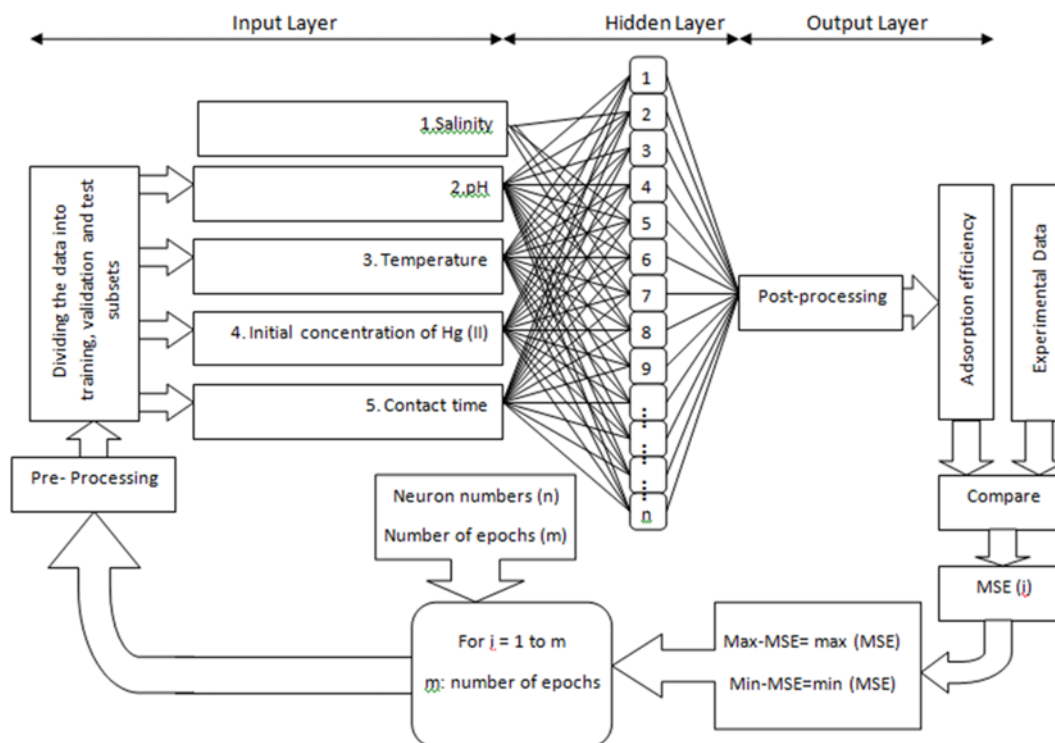 Input Layer
Hidden Layer
Output Layer
1.Salinity
2.pH
3. Temperature
4. Initial concentration of Hg (II)
5. Contact time
Dividing the data into
training, validation and test
subsets
Pre- Processing
1
2
3
4
5
6
7
8
9
n
Post-processing
Adsorption efficiency
Experimental Data
Compare
MSE (i)
Max-MSE= max (MSE)
Min-MSE=min (MSE)
Neuron numbers (n)
Number of epochs (m)
For i = 1 to m
m: number of epochs